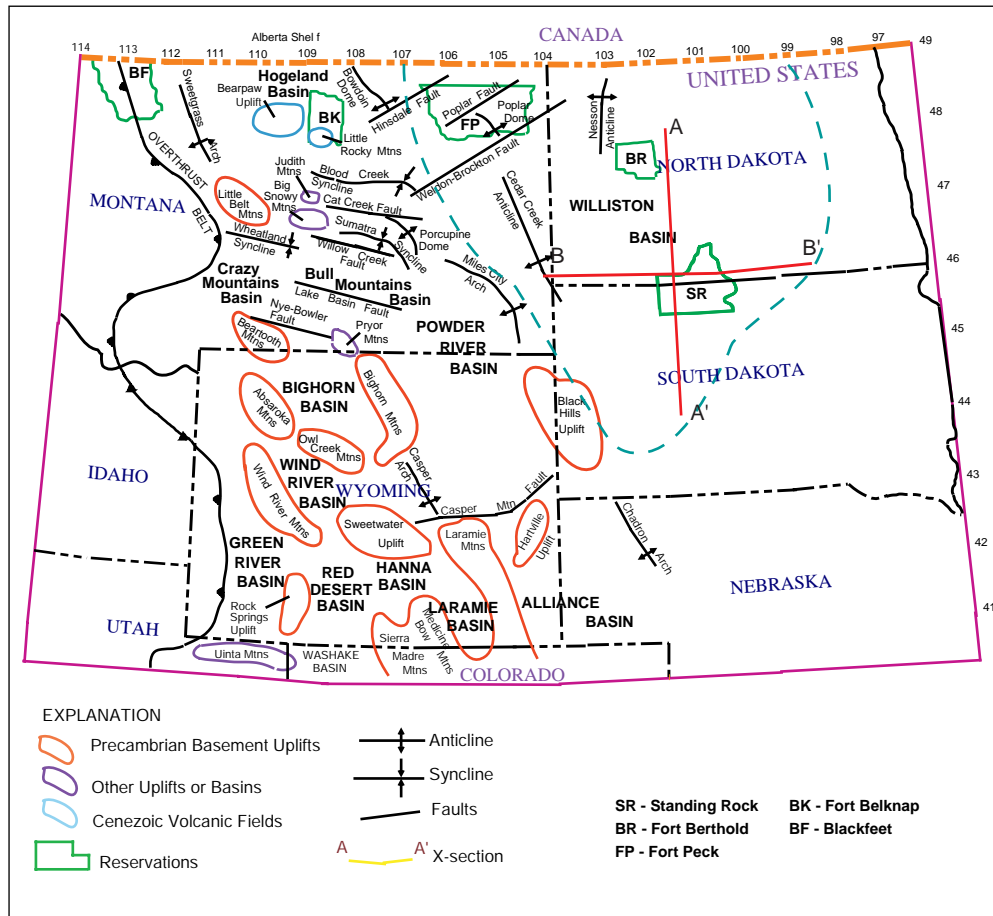 Alberta Shel f
CANADA
114
113
112
111
110
109
108
107
106
105
104
103
102
101
100
99
98
97
49
UNITED STATES
BF
Sweetgrass
Arch
Bearpaw
Uplift
Hogeland
Basin
BK
Little
Rocky Mtns
Bowdoin
Dome
Hinsdale Fault
Poplar Fault
FP
Poplar
Dome
Weldon-Brockton Fault
Nesson
Anticline
A
BR
NORTH DAKOTA
48
OVERTHRUST
BELT
MONTANA
Little
Belt
Mtns
Judith
Mtns
Big
Snowy
Mtns
Blood Creek
Syncline
Cat Creek Fault
Wheatland
Syncline
Sumatra
Syncline
Willow Creek
Fault
Porcupine
Dome
Cedar Creek
Anticline
WILLISTON
BASIN
47
Crazy
Mountains
Basin
Bull
Mountains
Basin
Lake Basin Fault
Miles City
Arch
B
B'
SR
46
Nye-Bowler
Fault
Beartooth
Mtns
Pryor
Mtns
POWDER
RIVER
BASIN
45
SOUTH DAKOTA
A'
Absaroka
Mtns
BIGHORN
BASIN
Bighorn Mtns
Black
Hills
Uplift
44
Owl
Creek Mtns
Casper
Arch
IDAHO
WIND
RIVER
BASIN
Wind River Mtns
WYOMING
Casper Mtn Fault
43
Sweetwater
Uplift
Laramie
Mtns
Hartville
Uplift
Chadron
Arch
42
GREEN
RIVER
BASIN
RED
DESERT
BASIN
HANNA
BASIN
NEBRASKA
Rock
Springs
Uplift
LARAMIE
BASIN
ALLIANCE
BASIN
41
UTAH
Uinta Mtns
WASHAKE
BASIN
Sierra
Madre
Mtns
Medicine
Bow
Mtns
COLORADO
EXPLANATION
Precambrian Basement Uplifts
Other Uplifts or Basins
Cenezoic Volcanic Fields
Reservations
Anticline
Syncline
Faults
A
A'
X-section
SR - Standing Rock
BR - Fort Berthold
FP - Fort Peck
BK - Fort Belknap
BF - Blackfeet